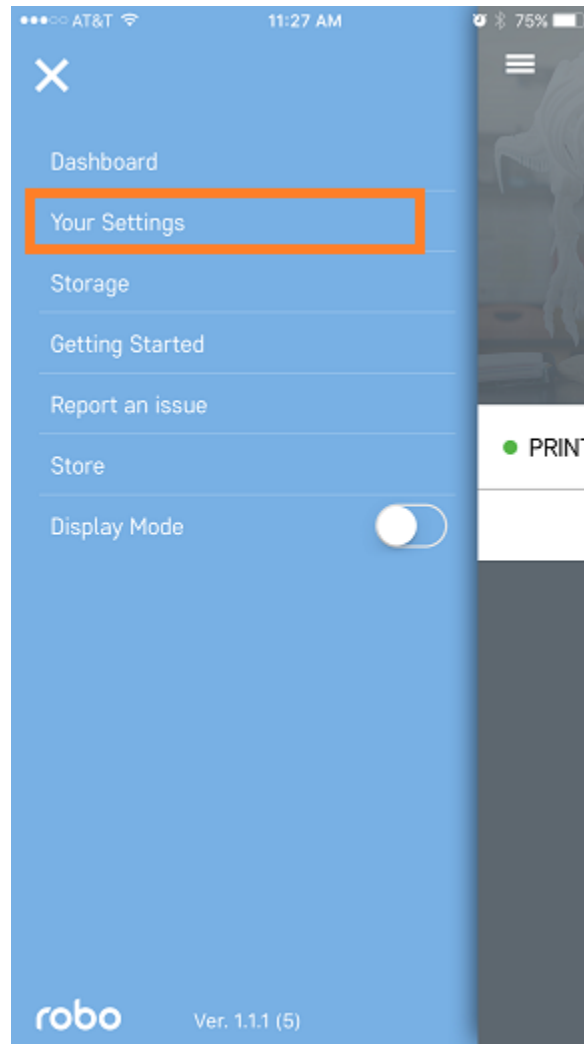 AT&T 11:27 AM 75%
Dashboard
Your Settings
Storage
Getting Started
Report an issue
PRINT
Store
Display Mode
robo Ver. 1.1.1 (5)